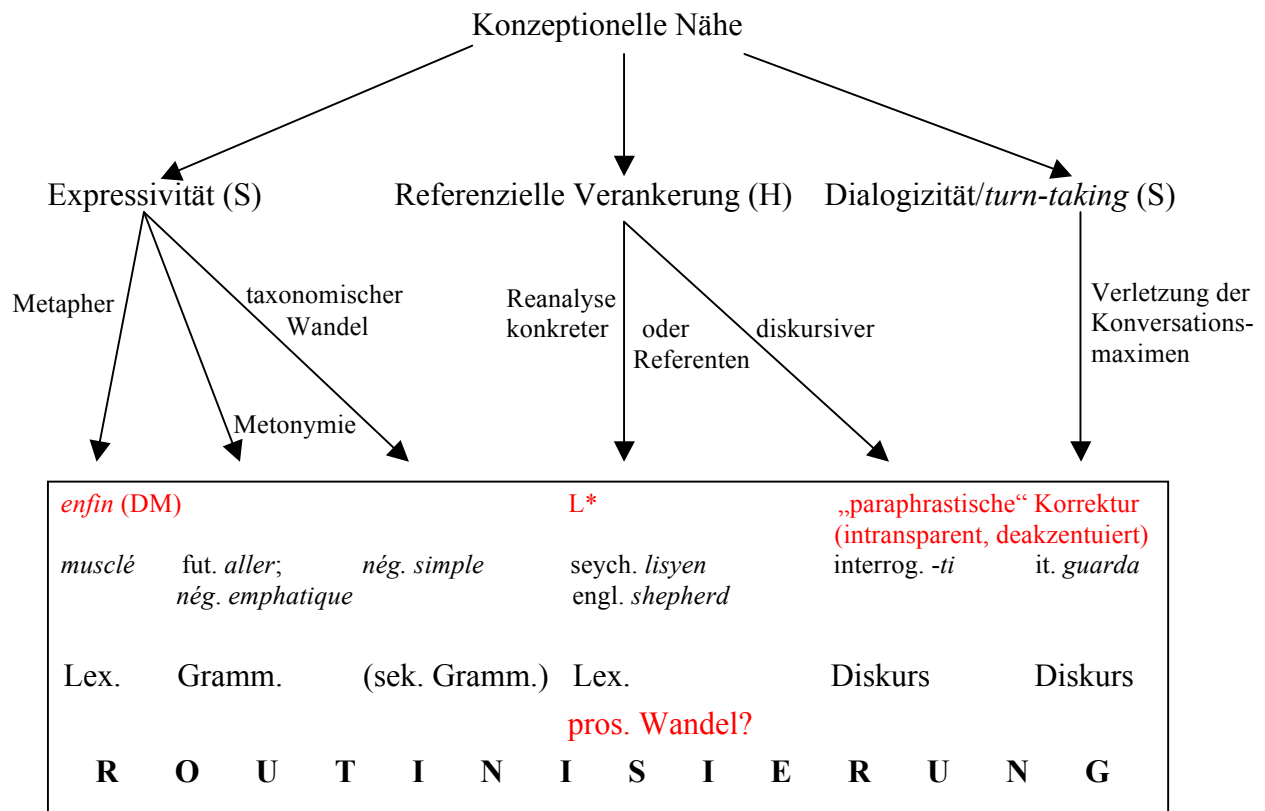 Konzeptionelle Nähe
Expressivität (S) Referenzielle Verankerung (H) Dialogizität/turn-taking (S)
Metapher
taxonomischer
Wandel
Metonymie
Reanalyse
konkreter oder diskursiver
Referenten
Verletzung der
Konversations-
maximen
enfin (DM) L* „paraphrastische“ Korrektur
(intransparent, deakzentuiert)
musclé fut. aller; nég. simple seych. lisyen interrog. -ti it. guarda
nég. emphatique engl. shepherd
Lex. Gramm. (sek. Gramm.) Lex. Diskurs Diskurs
pros. Wandel?
R O U T I N I S I E R U N G